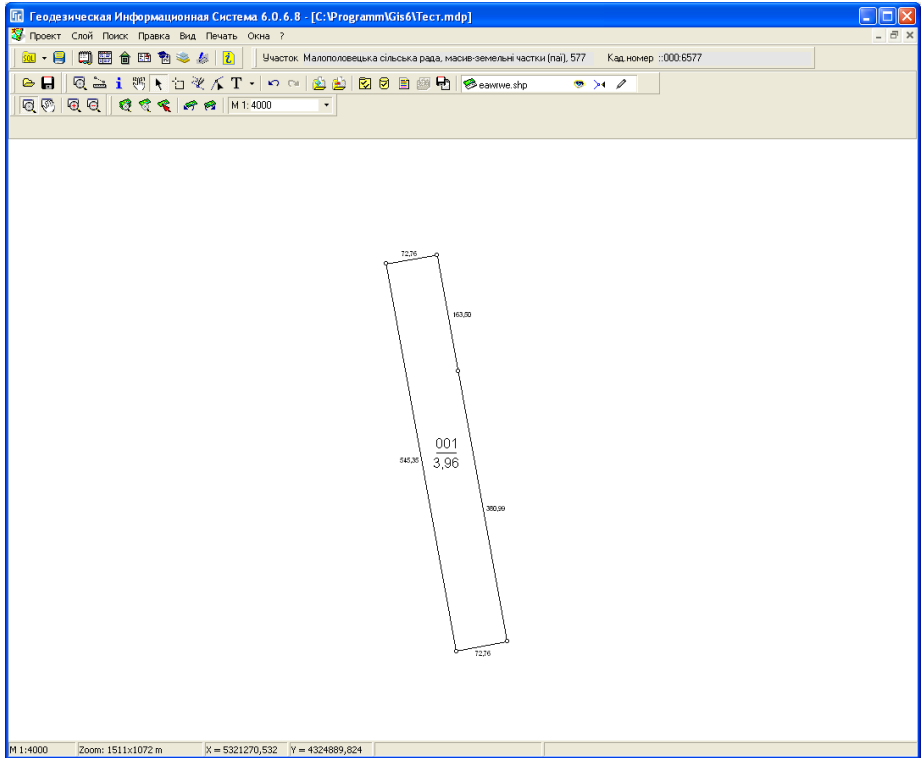 Геодезическая Информационная Система 6.0.6.8 - [C:\Programm\Gis6\Тест.mdp]
Проект Слой Поиск Правка Вид Печать Окна ?
SQL Участок Малополовецька сільська рада, масив-земельні частки (паї), 577 Кад.номер ::000:6577
eawrwe.shp
M 1: 4000
72,76
163,50
001
3,96
545,35
380,99
72,76
M 1:4000 Zoom: 1511x1072 m X = 5321270,532 Y = 4324889,824